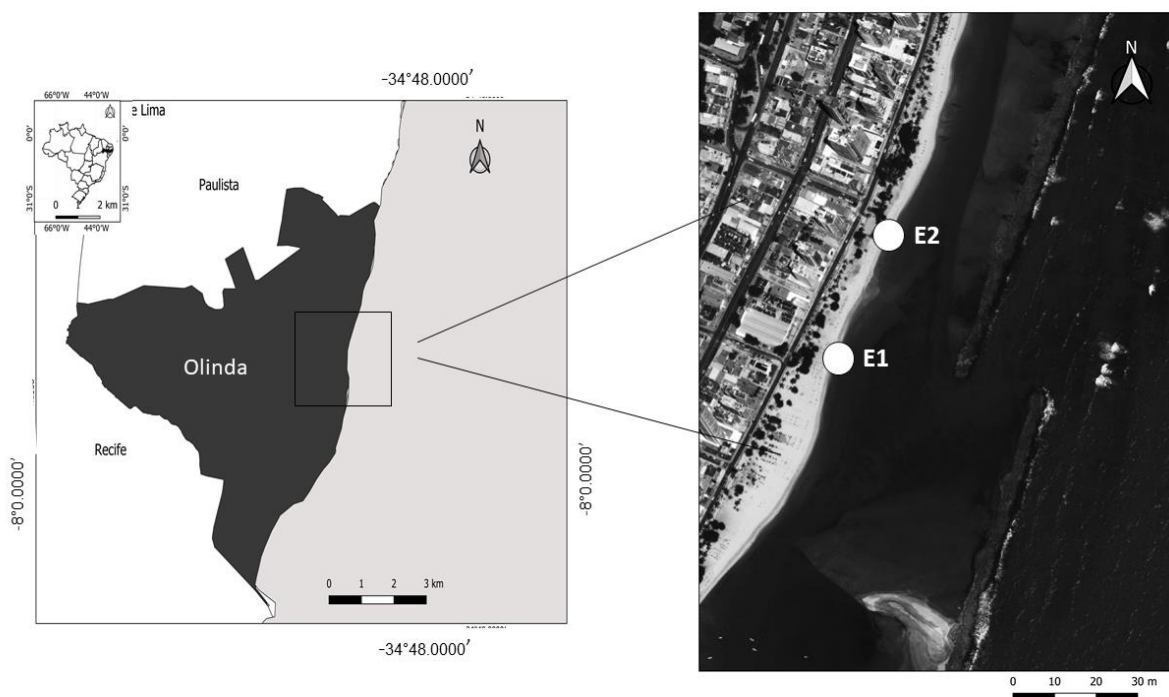 -34°48.0000′
66°0'W 44°0'W
0°0'
0°0'
31°0'S
31°0'S
0 1 2 km
66°0'W 44°0'W
e Lima
N
Paulista
Olinda
Recife
-8°0.0000′
-8°0.0000′
0 1 2 3 km
-34°48.0000′
N
E2
E1
0 10 20 30 m